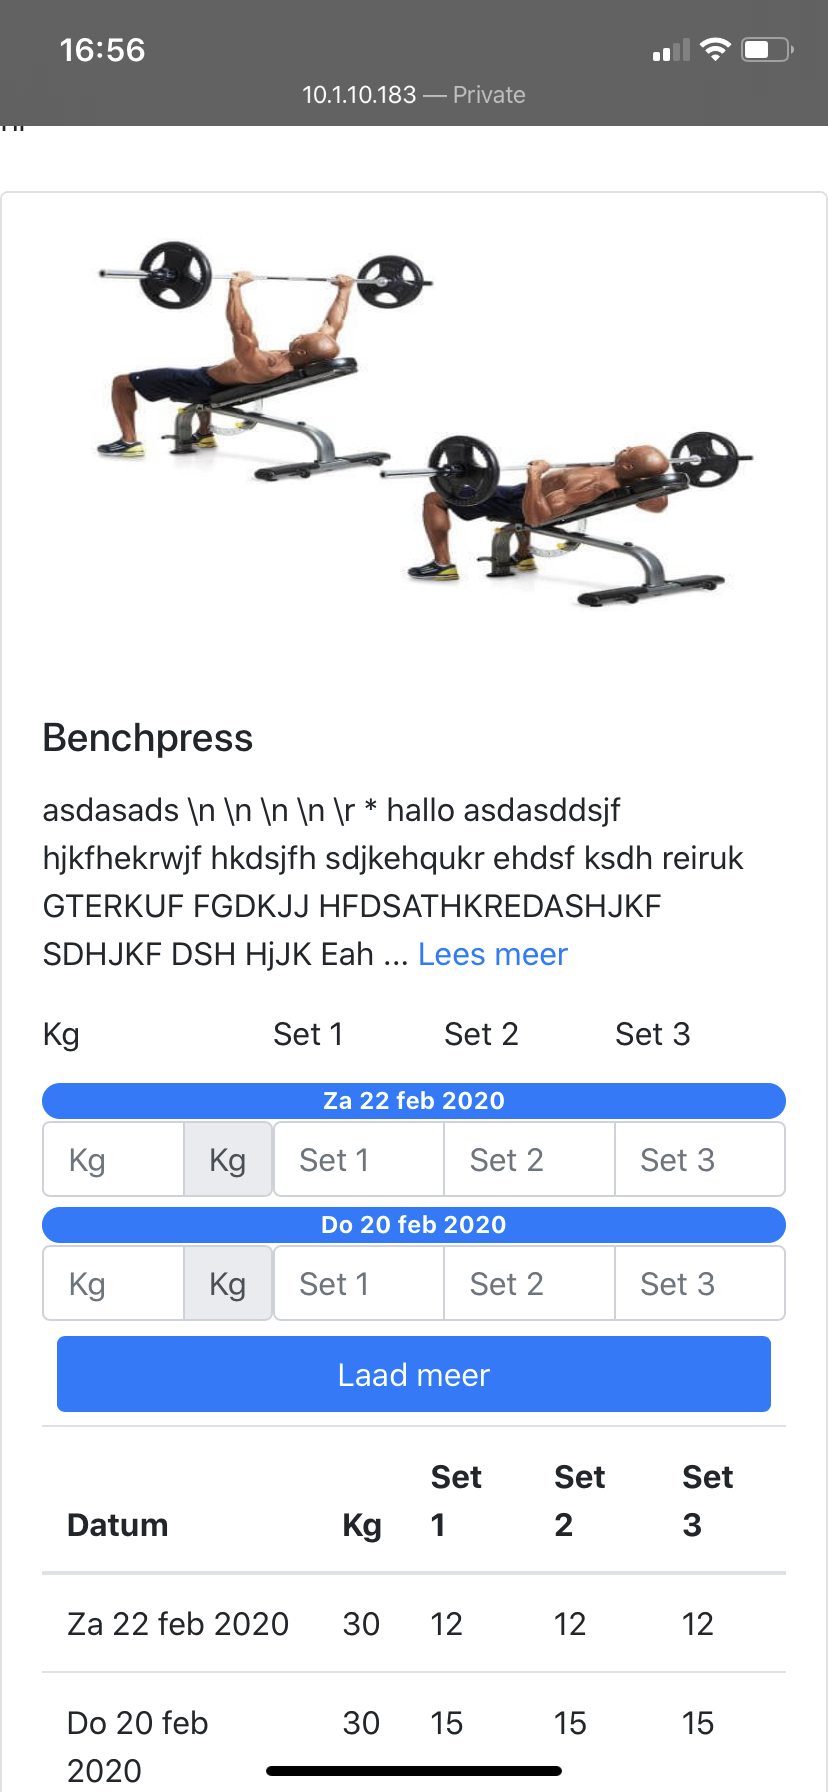 16:56
10.1.10.183 — Private
Benchpress
asdasads \n \n \n \n \r * hallo asdasddsjf
hjkfhekrwjf hkdsjfh sdjkehqukr ehdsf ksdh reiruk
GTERKUF FGDKJJ HFDSATHKREDASHJKF
SDHJKF DSH HjJK Eah ... Lees meer
Kg Set 1 Set 2 Set 3
Za 22 feb 2020
Kg Kg Set 1 Set 2 Set 3
Do 20 feb 2020
Kg Kg Set 1 Set 2 Set 3
Laad meer
Datum Kg Set 1 Set 2 Set 3
Za 22 feb 2020 30 12 12 12
Do 20 feb 2020 30 15 15 15